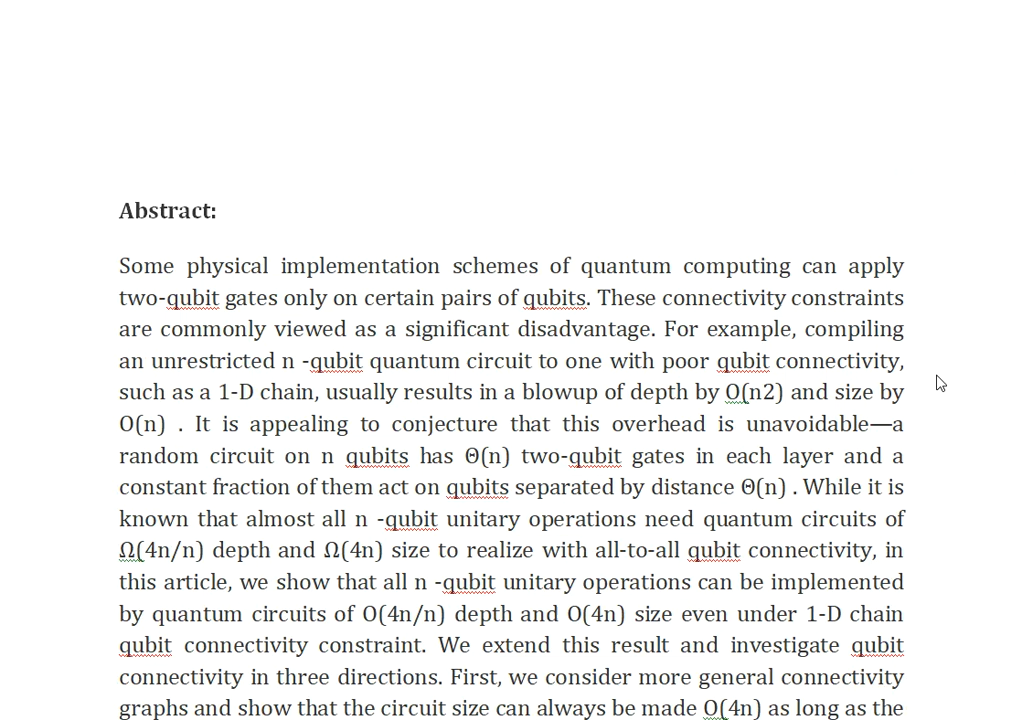 Abstract:
Some physical implementation schemes of quantum computing can apply
two-qubit gates only on certain pairs of qubits. These connectivity constraints
are commonly viewed as a significant disadvantage. For example, compiling
an unrestricted n -qubit quantum circuit to one with poor qubit connectivity,
such as a 1-D chain, usually results in a blowup of depth by O(n2) and size by
O(n) . It is appealing to conjecture that this overhead is unavoidable—a
random circuit on n qubits has Θ(n) two-qubit gates in each layer and a
constant fraction of them act on qubits separated by distance Θ(n) . While it is
known that almost all n -qubit unitary operations need quantum circuits of
Ω(4n/n) depth and Ω(4n) size to realize with all-to-all qubit connectivity, in
this article, we show that all n -qubit unitary operations can be implemented
by quantum circuits of O(4n/n) depth and O(4n) size even under 1-D chain
qubit connectivity constraint. We extend this result and investigate qubit
connectivity in three directions. First, we consider more general connectivity
graphs and show that the circuit size can always be made O(4n) as long as the